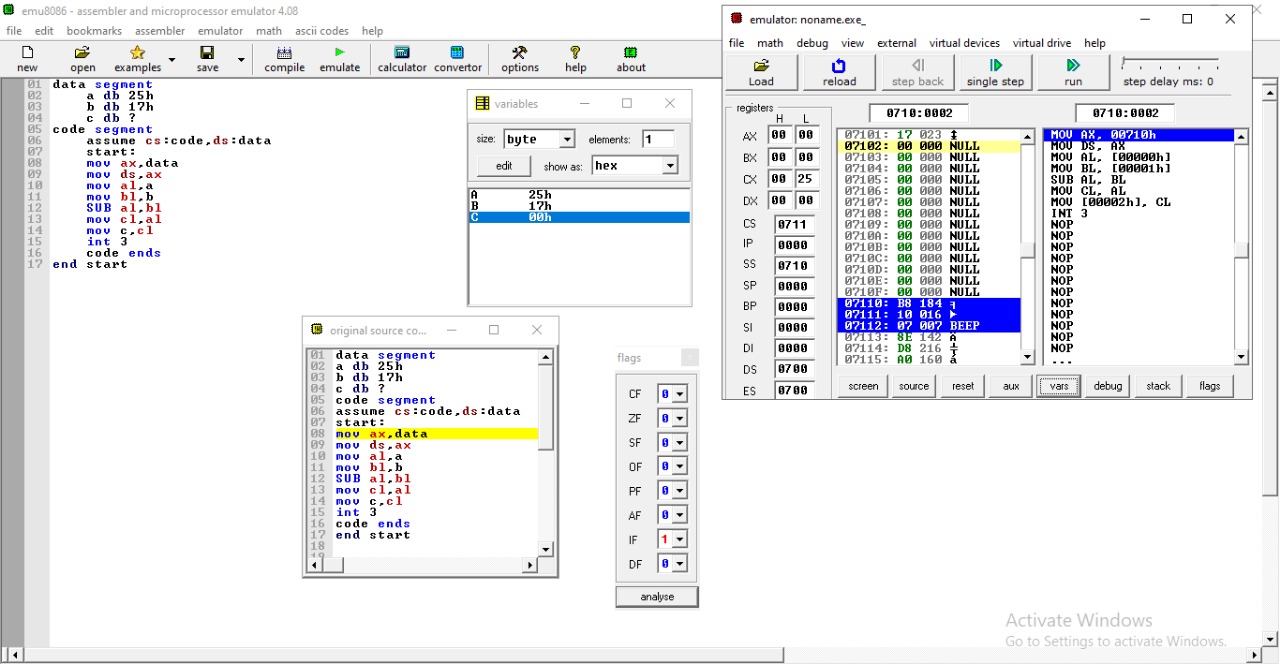 emu8086 - assembler and microprocessor emulator 4.08
file edit bookmarks assembler emulator math ascii codes help
new open examples save compile emulate calculator convertor options help about
01 data segment
02 a db 25h
03 b db 17h
04 c db ?
05 code segment
06 assume cs:code,ds:data
07 start:
08 mov ax,data
09 mov ds,ax
10 mov al,a
11 mov bl,b
12 SUB al,bl
13 mov cl,al
14 mov c,cl
15 int 3
16 code ends
17 end start
variables
size: byte elements: 1
edit show as: hex
A 25h
B 17h
C 00h
original source co...
01 data segment
02 a db 25h
03 b db 17h
04 c db ?
05 code segment
06 assume cs:code,ds:data
07 start:
08 mov ax,data
09 mov ds,ax
10 mov al,a
11 mov bl,b
12 SUB al,bl
13 mov cl,al
14 mov c,cl
15 int 3
16 code ends
17 end start
18
19
flags
CF 0
ZF 0
SF 0
OF 0
PF 0
AF 0
IF 1
DF 0
analyse
emulator: noname.exe_
file math debug view external virtual devices virtual drive help
Load reload step back single step run step delay ms: 0
registers
H L
AX 00 00
BX 00 00
CX 00 25
DX 00 00
CS 0711
IP 0000
SS 0710
SP 0000
BP 0000
SI 0000
DI 0000
DS 0700
ES 0700
0710:0002
07101: 17 023 ↨
07102: 00 000 NULL
07103: 00 000 NULL
07104: 00 000 NULL
07105: 00 000 NULL
07106: 00 000 NULL
07107: 00 000 NULL
07108: 00 000 NULL
07109: 00 000 NULL
0710A: 00 000 NULL
0710B: 00 000 NULL
0710C: 00 000 NULL
0710D: 00 000 NULL
0710E: 00 000 NULL
0710F: 00 000 NULL
07110: B8 184 ╕
07111: 10 016 ►
07112: 07 007 BEEP
07113: 8E 142 Ä
07114: D8 216 ╪
07115: A0 160 á
0710:0002
MOV AX, 00710h
MOV DS, AX
MOV AL, [00000h]
MOV BL, [00001h]
SUB AL, BL
MOV CL, AL
MOV [00002h], CL
INT 3
NOP
NOP
NOP
NOP
NOP
NOP
NOP
NOP
NOP
NOP
NOP
NOP
...
screen source reset aux vars debug stack flags
Activate Windows
Go to Settings to activate Windows.